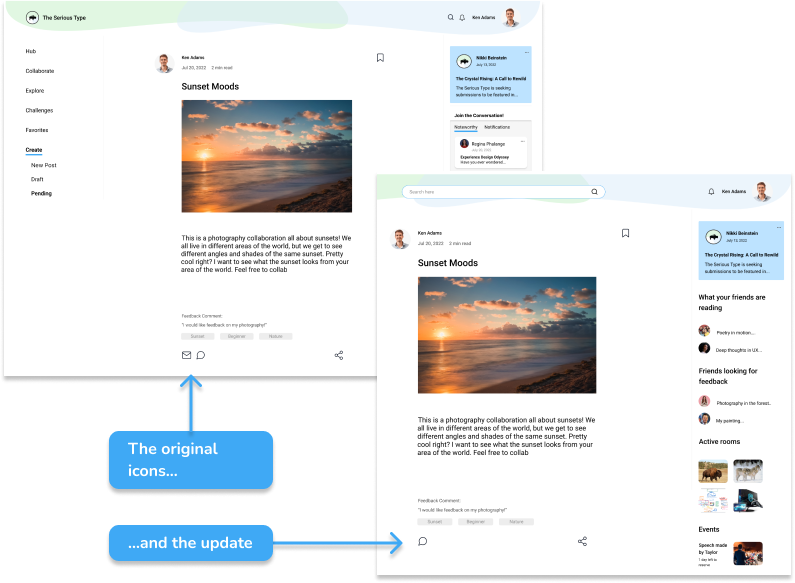 The Serious Type
Ken Adams
Hub
Collaborate
Explore
Challenges
Favorites
Create
New Post
Draft
Pending
Ken Adams
Jul 20, 2022 2 min read
Sunset Moods
This is a photography collaboration all about sunsets! We
all live in different areas of the world, but we get to see
different angles and shades of the same sunset. Pretty
cool right? I want to see what the sunset looks from your
area of the world. Feel free to collab
Feedback Comment:
"I would like feedback on my photography!"
Sunset Beginner Nature
Nikki Beinstein
July 13, 2022
The Crystal Rising: A Call to Rewild
The Serious Type is seeking
submissions to be featured in...
Join the Conversation!
Noteworthy Notifications
Regina Phalange
July 20, 2022
Experience Design Odyssey
Have you ever wondered...
Search here
Ken Adams
Ken Adams
Jul 20, 2022 2 min read
Sunset Moods
This is a photography collaboration all about sunsets! We
all live in different areas of the world, but we get to see
different angles and shades of the same sunset. Pretty
cool right? I want to see what the sunset looks from your
area of the world. Feel free to collab
Feedback Comment:
"I would like feedback on my photography!"
Sunset Beginner Nature
Nikki Beinstein
July 13, 2022
The Crystal Rising: A Call to Rewild
The Serious Type is seeking
submissions to be featured in...
What your friends are
reading
Poetry in motion....
Deep thoughts in UX...
Friends looking for
feedback
Photography in the forest..
My painting...
Active rooms
Events
Speech made
by Taylor
1 day left to
reserve
The original
icons...
...and the update